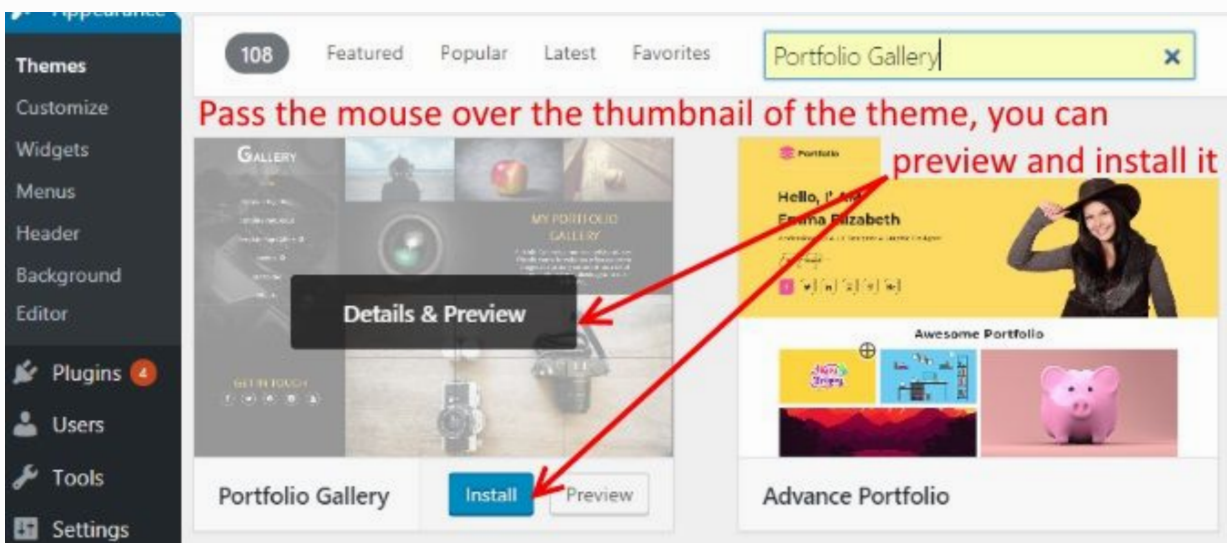 Appearance
Themes
Customize
Widgets
Menus
Header
Background
Editor
Plugins 4
Users
Tools
Settings
108 Featured Popular Latest Favorites Portfolio Gallery
Pass the mouse over the thumbnail of the theme, you can
preview and install it
GALLERY
MY PORTFOLIO
GALLERY
Details & Preview
GET IN TOUCH
Portfolio Gallery Install Preview
Portfolio
Hello, I'
Emma Elizabeth
Awesome Portfolio
Advance Portfolio